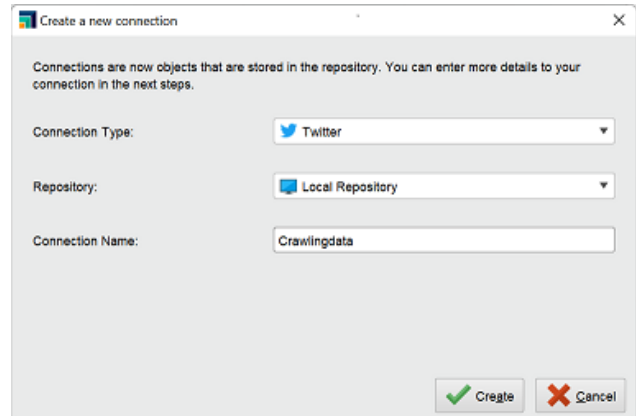 Create a new connection
Connections are now objects that are stored in the repository. You can enter more details to your
connection in the next steps.
Connection Type:
Twitter
Repository:
Local Repository
Connection Name:
Crawlingdata
Create
Cancel